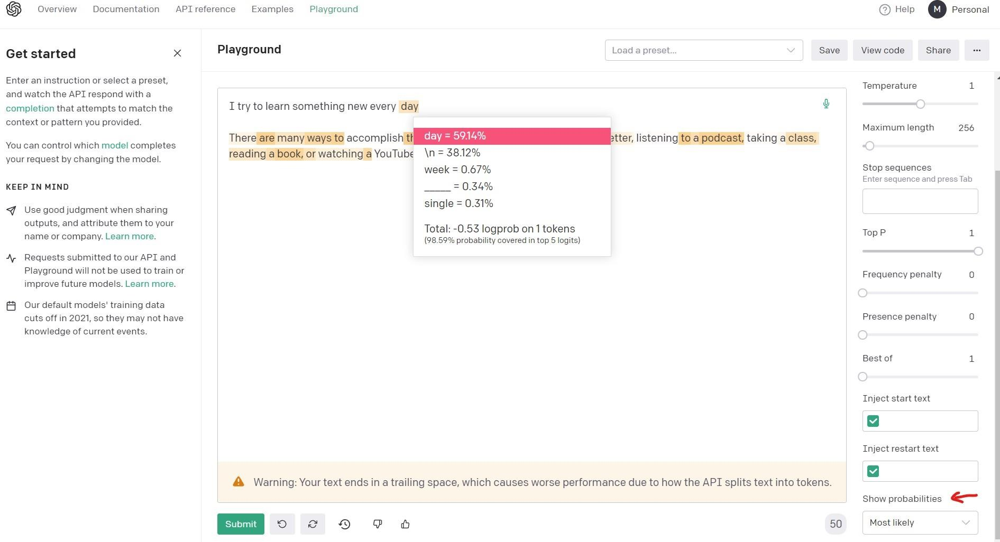 Overview Documentation API reference Examples Playground
Help M Personal
Get started
Enter an instruction or select a preset,
and watch the API respond with a
completion that attempts to match the
context or pattern you provided.
You can control which model completes
your request by changing the model.
KEEP IN MIND
Use good judgment when sharing
outputs, and attribute them to your
name or company. Learn more.
Requests submitted to our API and
Playground will not be used to train or
improve future models. Learn more.
Our default models' training data
cuts off in 2021, so they may not have
knowledge of current events.
Playground
Load a preset...
Save View code Share ...
I try to learn something new every day
There are many ways to accomplish th etter, listening to a podcast, taking a class,
reading a book, or watching a YouTube
day = 59.14%
\n = 38.12%
week = 0.67%
_____ = 0.34%
single = 0.31%
Total: -0.53 logprob on 1 tokens
(98.59% probability covered in top 5 logits)
Warning: Your text ends in a trailing space, which causes worse performance due to how the API splits text into tokens.
Submit
50
Temperature 1
Maximum length 256
Stop sequences
Enter sequence and press Tab
Top P 1
Frequency penalty 0
Presence penalty 0
Best of 1
Inject start text
Inject restart text
Show probabilities
Most likely